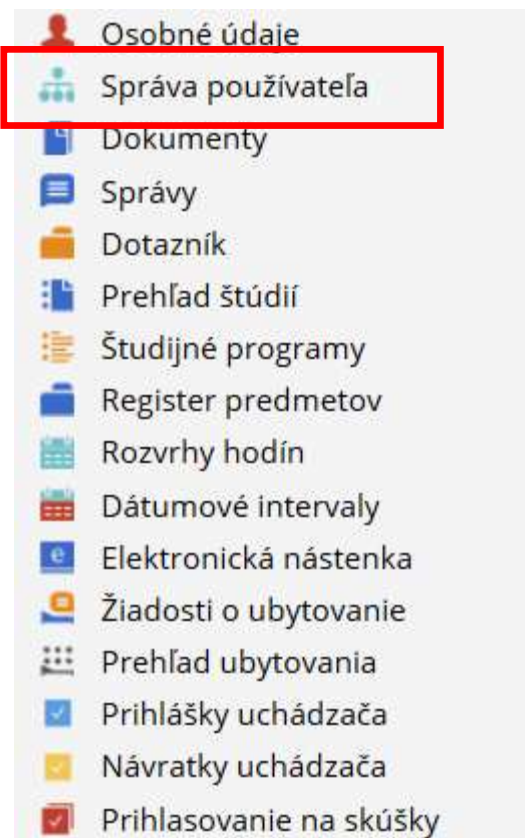 Osobné údaje
Správa používateľa
Dokumenty
Správy
Dotazník
Prehľad štúdií
Študijné programy
Register predmetov
Rozvrhy hodín
Dátumové intervaly
e Elektronická nástenka
Žiadosti o ubytovanie
Prehľad ubytovania
Prihlášky uchádzača
Návratky uchádzača
Prihlasovanie na skúšky